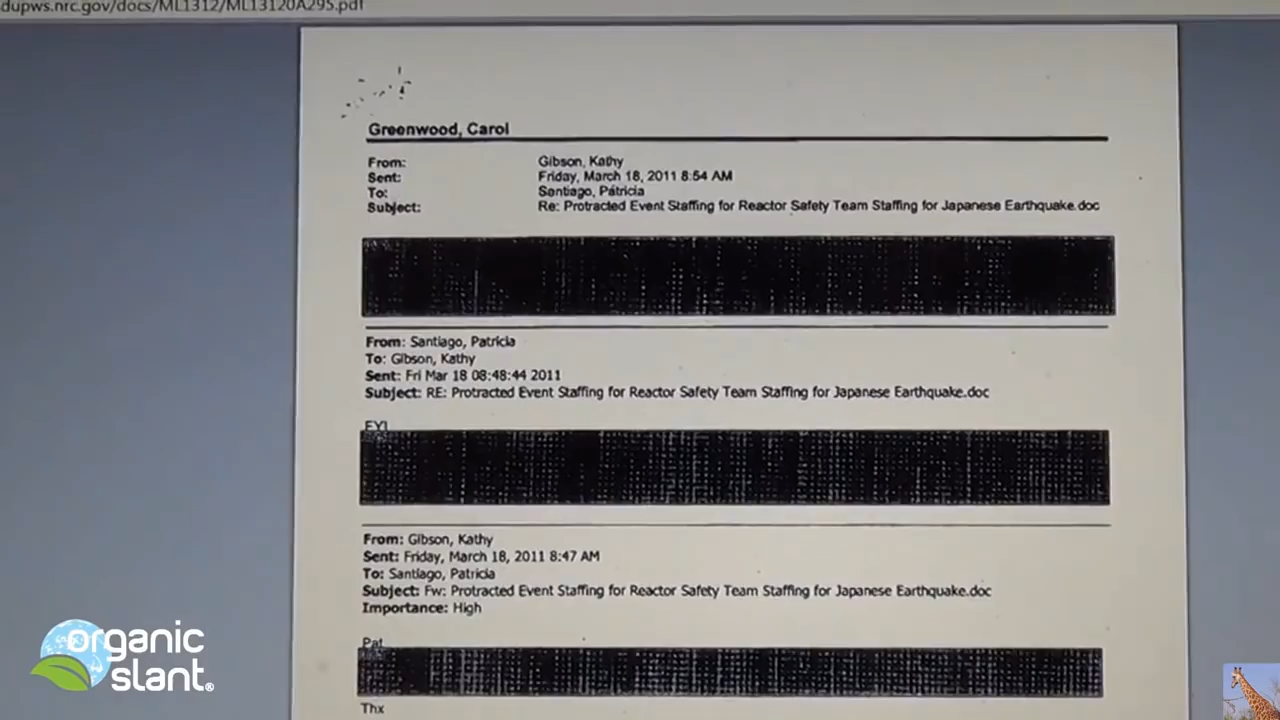 dupws.nrc.gov/docs/ML1312/ML13120A295.pdf
Greenwood, Carol
From: Gibson, Kathy
Sent: Friday, March 18, 2011 8:54 AM
To: Santiago, Patricia
Subject: Re: Protracted Event Staffing for Reactor Safety Team Staffing for Japanese Earthquake.doc
From: Santiago, Patricia
To: Gibson, Kathy
Sent: Fri Mar 18 08:48:44 2011
Subject: RE: Protracted Event Staffing for Reactor Safety Team Staffing for Japanese Earthquake.doc
FYI
From: Gibson, Kathy
Sent: Friday, March 18, 2011 8:47 AM
To: Santiago, Patricia
Subject: Fw: Protracted Event Staffing for Reactor Safety Team Staffing for Japanese Earthquake.doc
Importance: High
Pat
Thx
organic
slant®